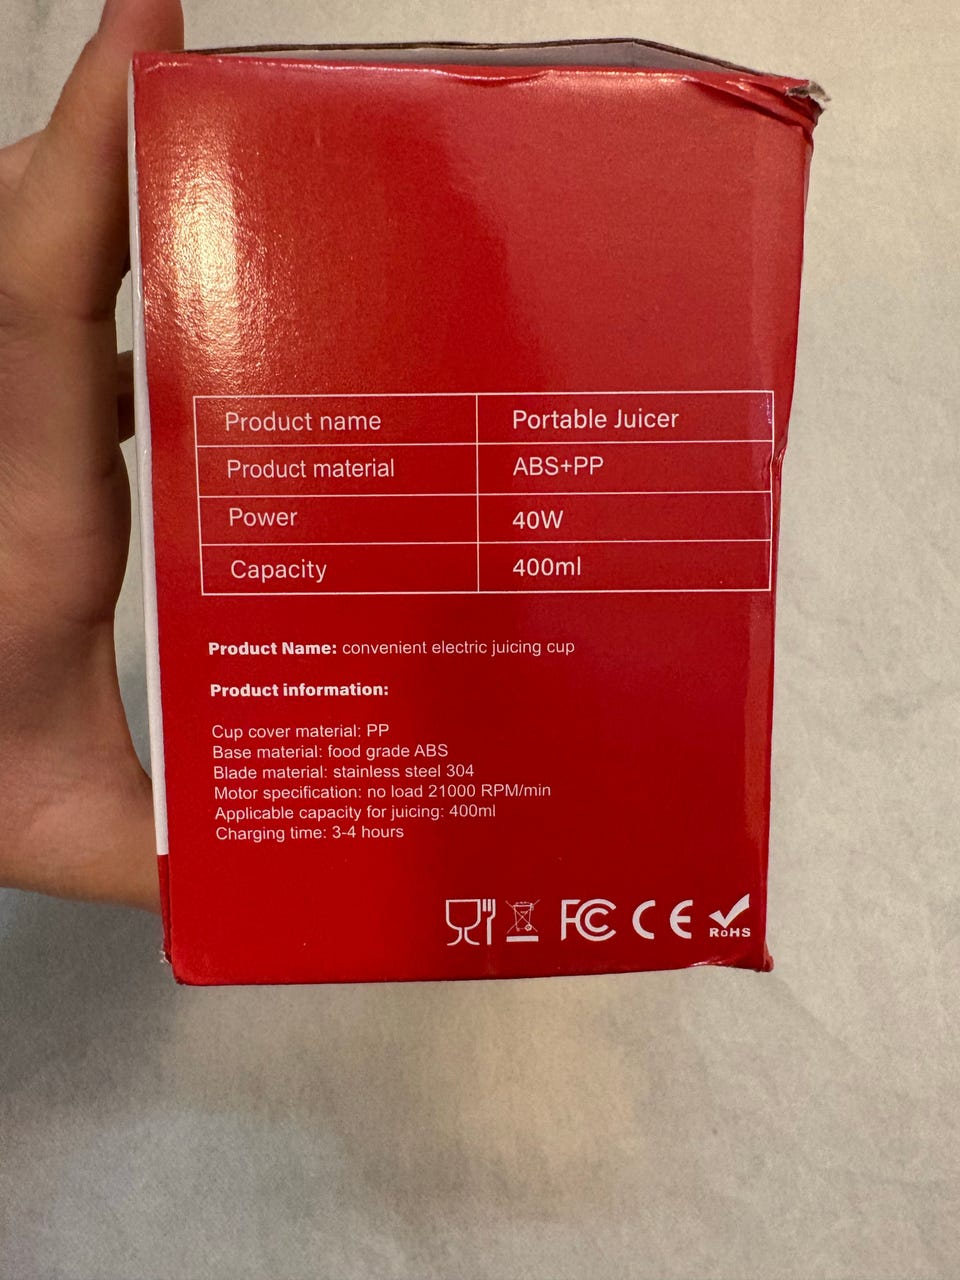 Product name Portable Juicer
Product material ABS+PP
Power 40W
Capacity 400ml
Product Name: convenient electric juicing cup
Product information:
Cup cover material: PP
Base material: food grade ABS
Blade material: stainless steel 304
Motor specification: no load 21000 RPM/min
Applicable capacity for juicing: 400ml
Charging time: 3-4 hours
FC CE RoHS